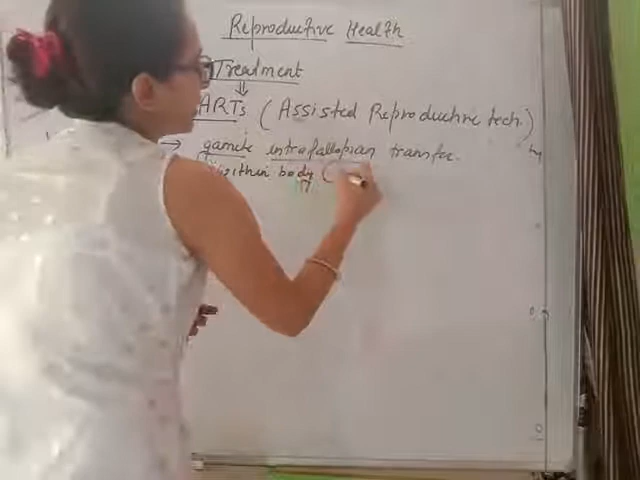 Reproductive Health
Treatment
⇓
ARTs (Assisted Reproductive tech.)
→ gamete intrafallopian transfer.
within body (